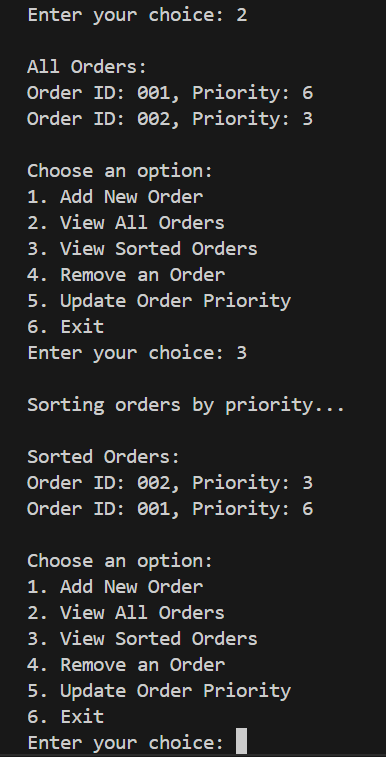 Enter your choice: 2
All Orders:
Order ID: 001, Priority: 6
Order ID: 002, Priority: 3
Choose an option:
1. Add New Order
2. View All Orders
3. View Sorted Orders
4. Remove an Order
5. Update Order Priority
6. Exit
Enter your choice: 3
Sorting orders by priority...
Sorted Orders:
Order ID: 002, Priority: 3
Order ID: 001, Priority: 6
Choose an option:
1. Add New Order
2. View All Orders
3. View Sorted Orders
4. Remove an Order
5. Update Order Priority
6. Exit
Enter your choice: